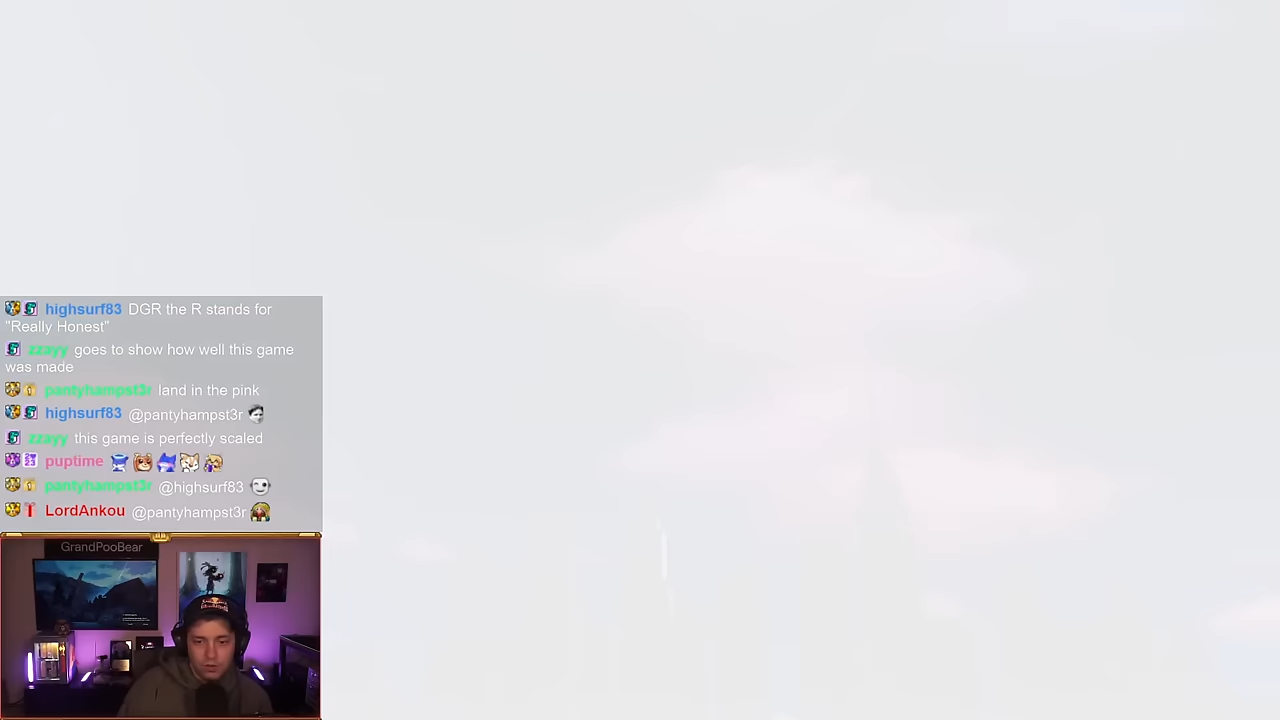 highsurf83 DGR the R stands for
"Really Honest"
zzayy goes to show how well this game
was made
pantyhampst3r land in the pink
highsurf83 @pantyhampst3r
zzayy this game is perfectly scaled
puptime
pantyhampst3r @highsurf83
LordAnkou @pantyhampst3r
GrandPooBear